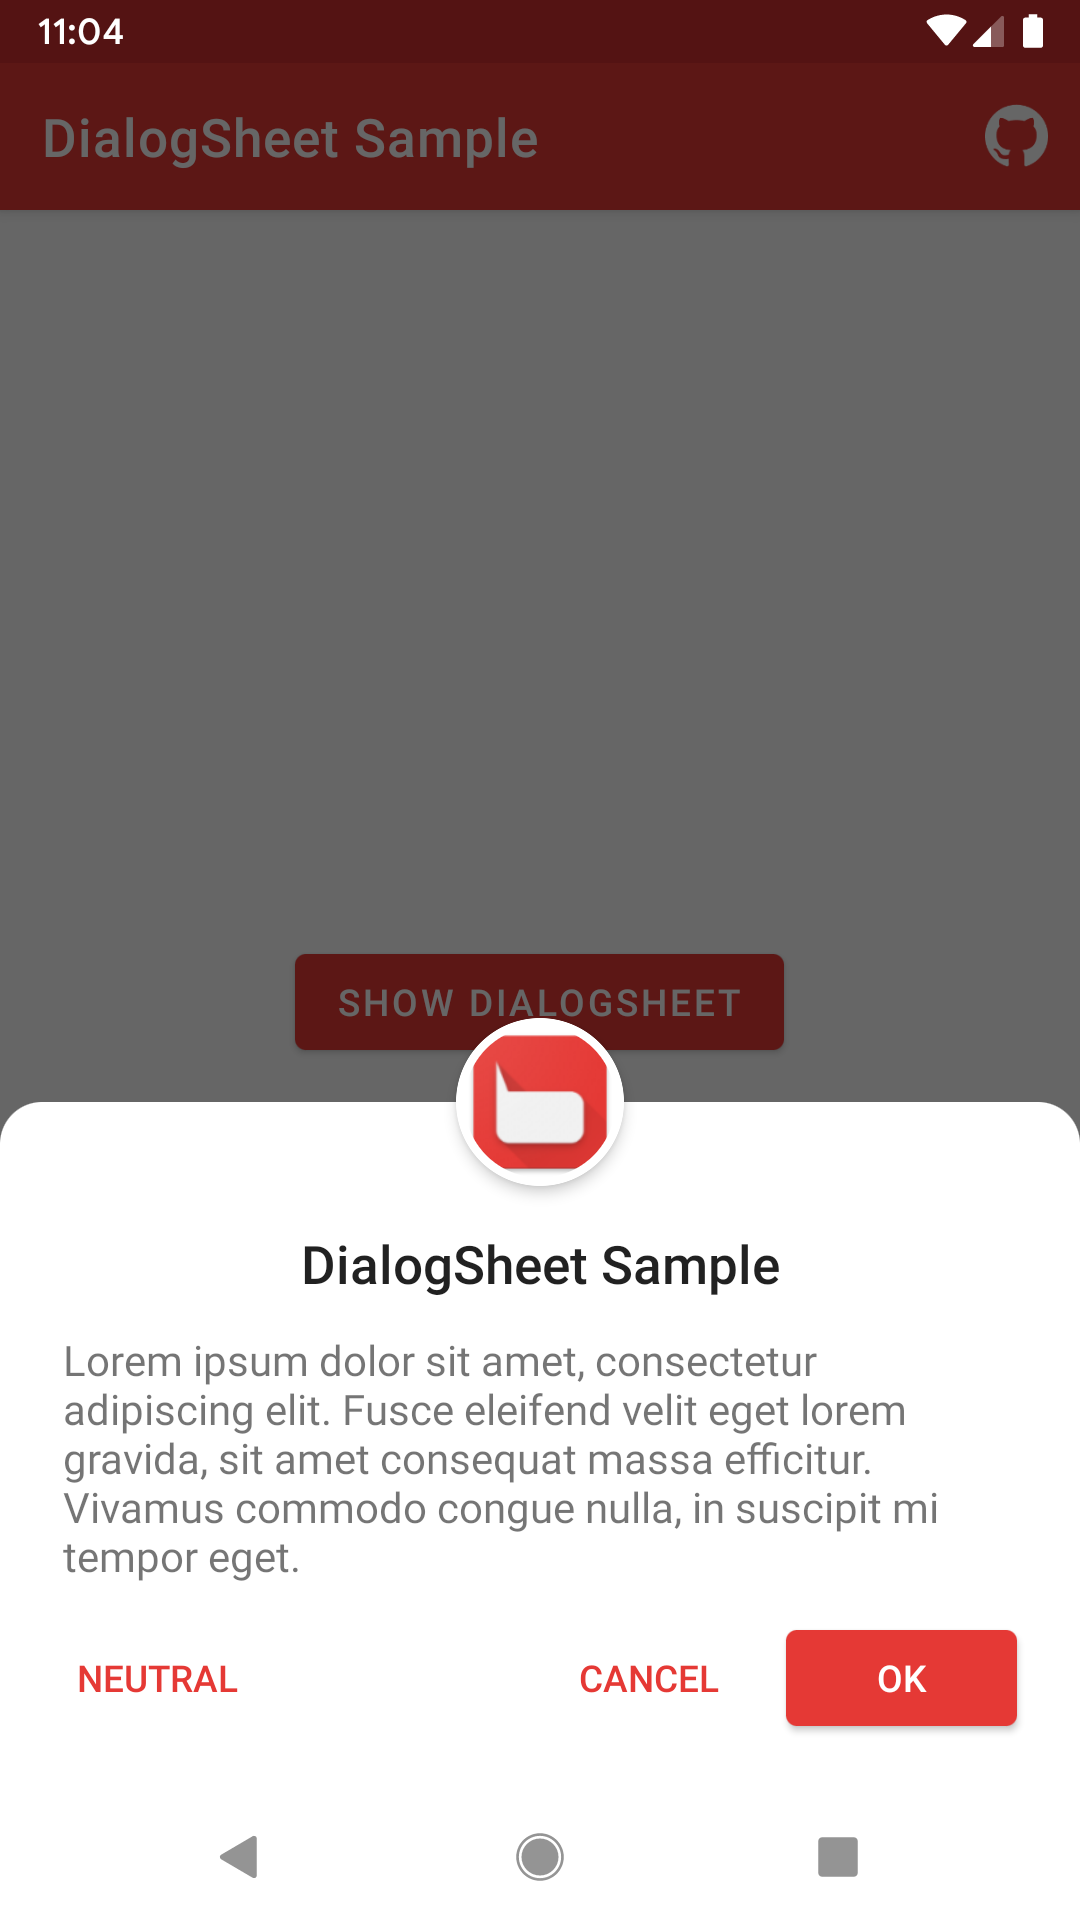 11:04
DialogSheet Sample
SHOW DIALOGSHEET
DialogSheet Sample
Lorem ipsum dolor sit amet, consectetur
adipiscing elit. Fusce eleifend velit eget lorem
gravida, sit amet consequat massa efficitur.
Vivamus commodo congue nulla, in suscipit mi
tempor eget.
NEUTRAL CANCEL OK